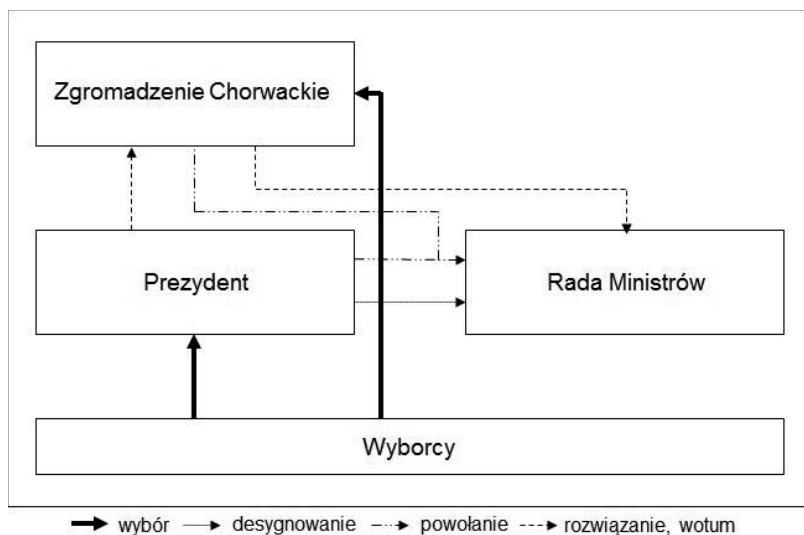 Zgromadzenie Chorwackie
Prezydent
Rada Ministrów
Wyborcy
wybór desygnowanie powołanie rozwiązanie, wotum